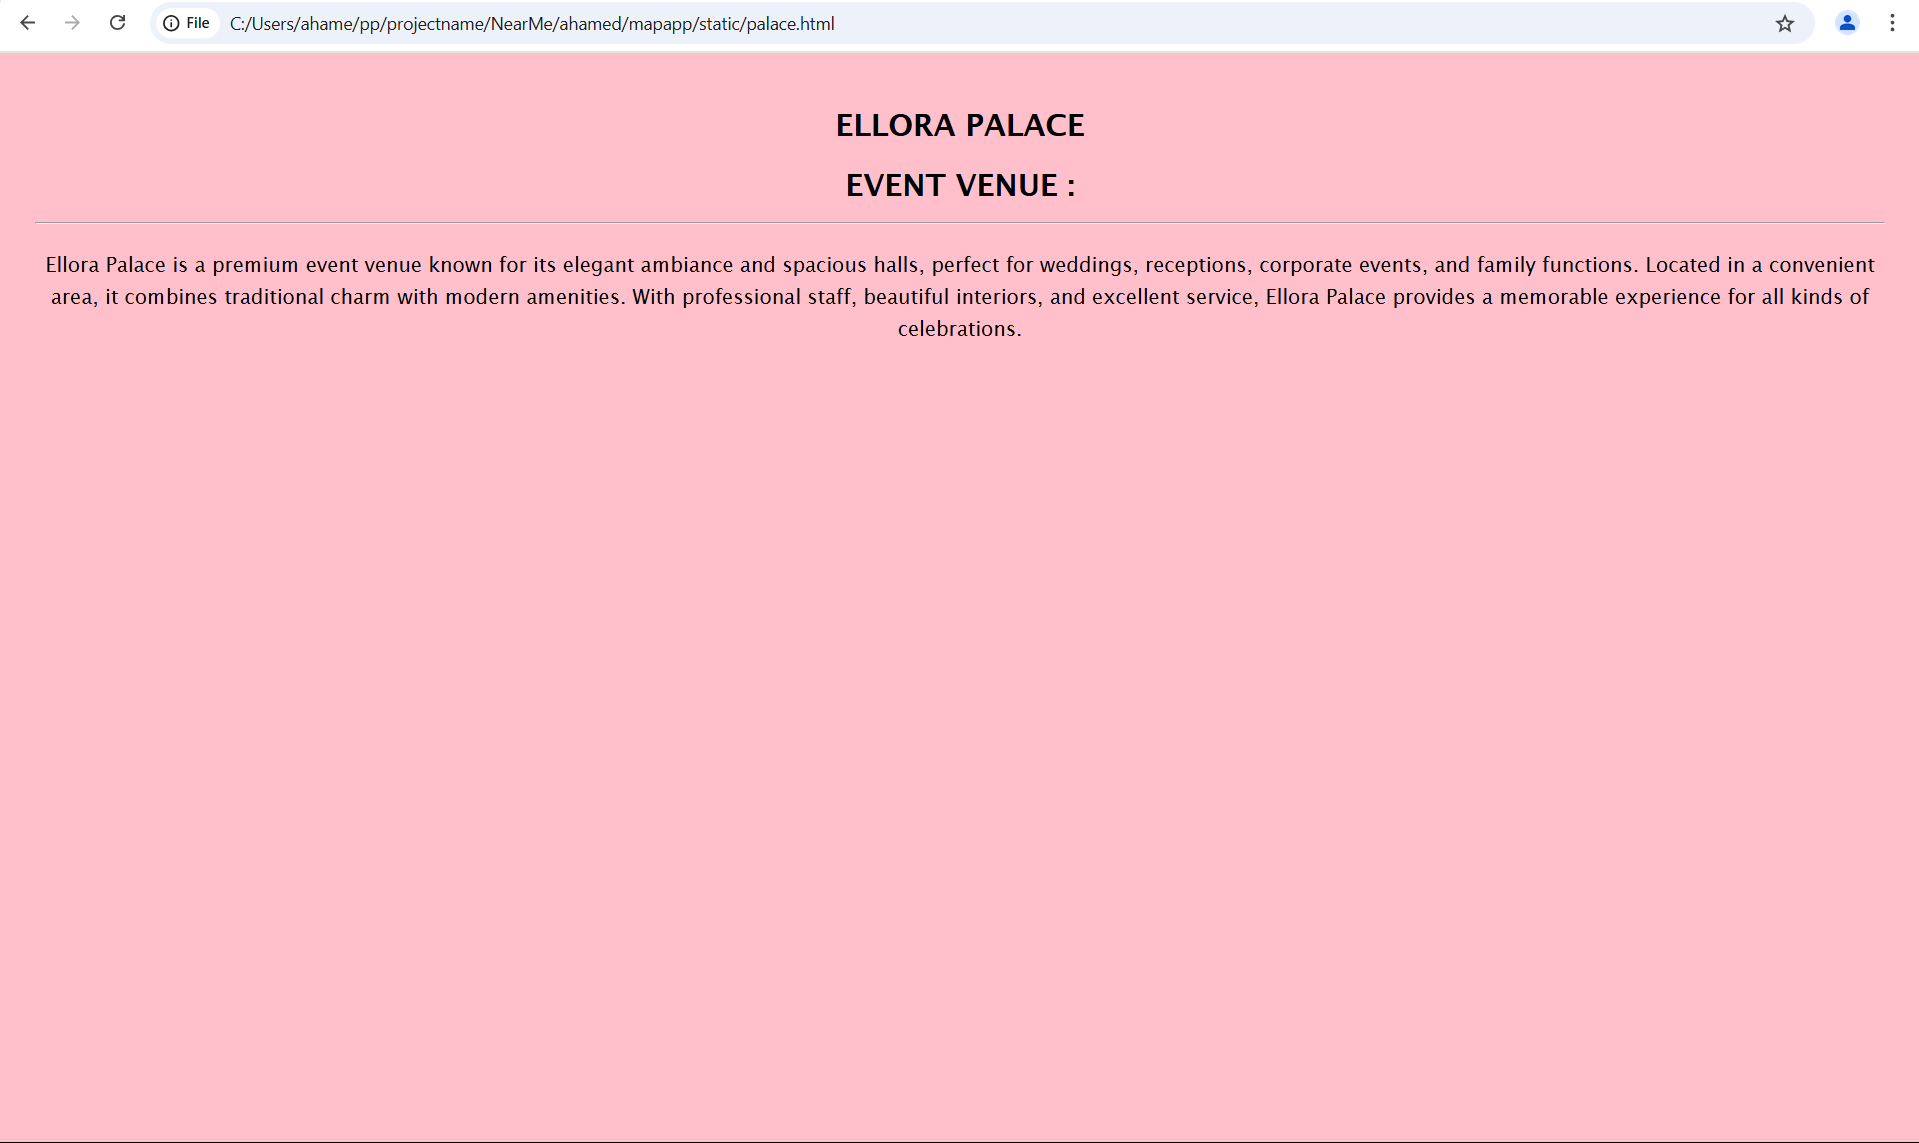 File C:/Users/ahame/pp/projectname/NearMe/ahamed/mapapp/static/palace.html
ELLORA PALACE
EVENT VENUE :
Ellora Palace is a premium event venue known for its elegant ambiance and spacious halls, perfect for weddings, receptions, corporate events, and family functions. Located in a convenient
area, it combines traditional charm with modern amenities. With professional staff, beautiful interiors, and excellent service, Ellora Palace provides a memorable experience for all kinds of
celebrations.